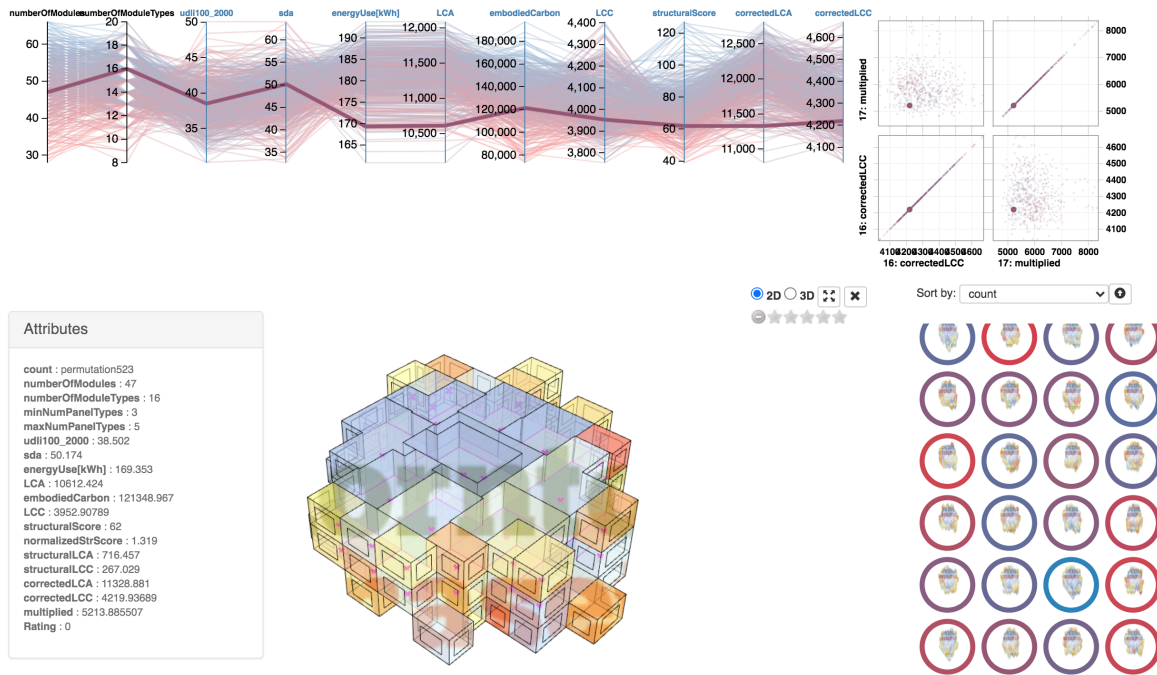 numberOfModules numberOfModuleTypes udli100_2000 sda energyUse[kWh] LCA embodiedCarbon LCC structuralScore correctedLCA correctedLCC
60
50
40
30
20
18
16
14
12
10
8
50
45
40
35
60
55
50
45
40
35
190
185
180
175
170
165
12,000
11,500
11,000
10,500
180,000
160,000
140,000
120,000
100,000
80,000
4,400
4,300
4,200
4,100
4,000
3,900
3,800
120
100
80
60
40
12,500
12,000
11,500
11,000
4,600
4,500
4,400
4,300
4,200
4,100
17: multiplied
8000
7000
6000
5000
16: correctedLCC
4600
4500
4400
4300
4200
4100
4100 4200 4300 4400 4500 4600
5000 6000 7000 8000
16: correctedLCC 17: multiplied
2D 3D
Sort by: count
Attributes
count : permutation523
numberOfModules : 47
numberOfModuleTypes : 16
minNumPanelTypes : 3
maxNumPanelTypes : 5
udli100_2000 : 38.502
sda : 50.174
energyUse[kWh] : 169.353
LCA : 10612.424
embodiedCarbon : 121348.967
LCC : 3952.90789
structuralScore : 62
normalizedStrScore : 1.319
structuralLCA : 716.457
structuralLCC : 267.029
correctedLCA : 11328.881
correctedLCC : 4219.93689
multiplied : 5213.885507
Rating : 0